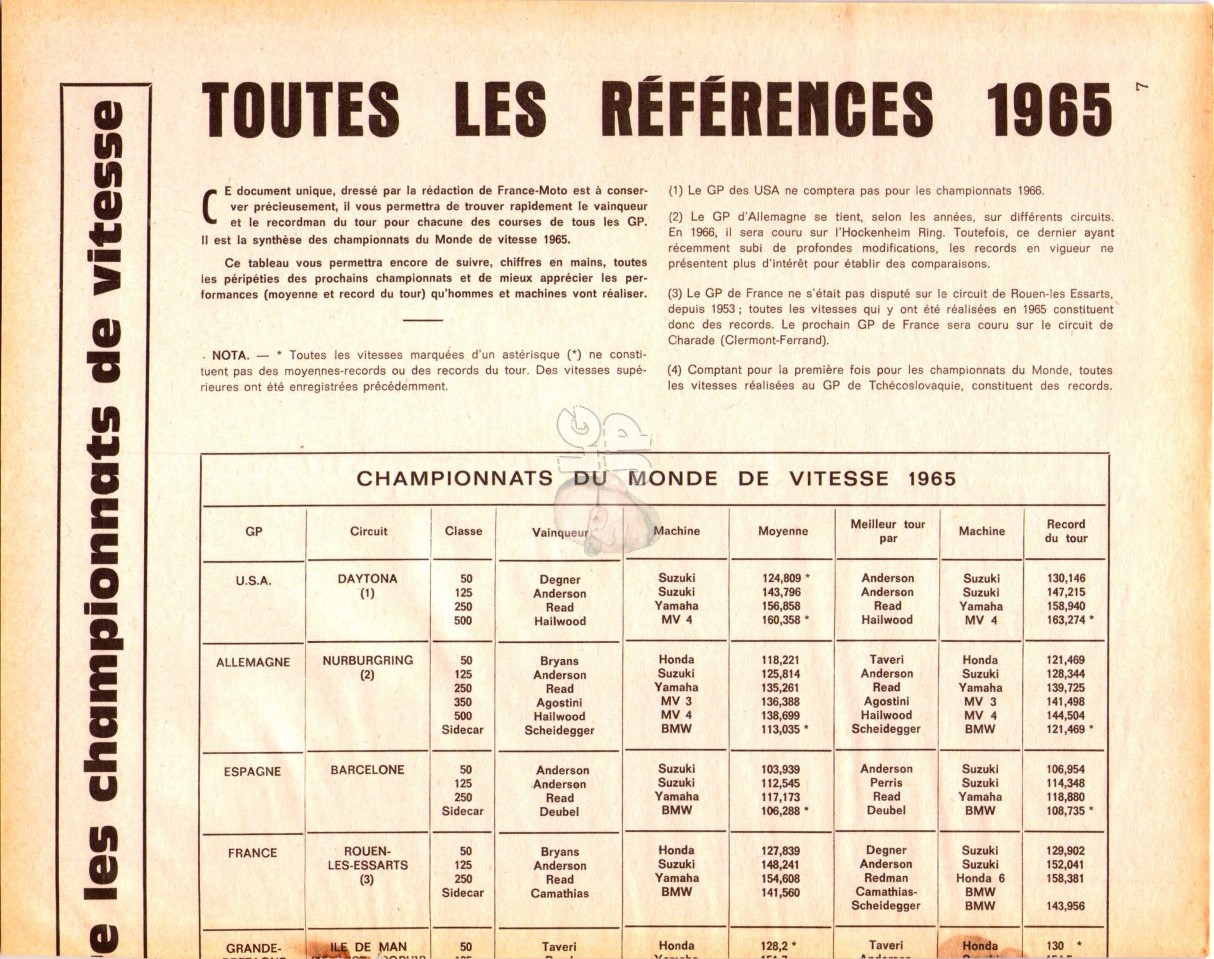 TOUTES LES RÉFÉRENCES 1965
7
e les championnats de vitesse
CE document unique, dressé par la rédaction de France-Moto est à conser-
ver précieusement, il vous permettra de trouver rapidement le vainqueur
et le recordman du tour pour chacune des courses de tous les GP.
Il est la synthèse des championnats du Monde de vitesse 1965.
Ce tableau vous permettra encore de suivre, chiffres en mains, toutes
les péripéties des prochains championnats et de mieux apprécier les per-
formances (moyenne et record du tour) qu'hommes et machines vont réaliser.
NOTA. — * Toutes les vitesses marquées d'un astérisque (*) ne consti-
tuent pas des moyennes-records ou des records du tour. Des vitesses supé-
rieures ont été enregistrées précédemment.
(1) Le GP des USA ne comptera pas pour les championnats 1966.
(2) Le GP d'Allemagne se tient, selon les années, sur différents circuits.
En 1966, il sera couru sur l'Hockenheim Ring. Toutefois, ce dernier ayant
récemment subi de profondes modifications, les records en vigueur ne
présentent plus d'intérêt pour établir des comparaisons.
(3) Le GP de France ne s'était pas disputé sur le circuit de Rouen-les Essarts,
depuis 1953 ; toutes les vitesses qui y ont été réalisées en 1965 constituent
donc des records. Le prochain GP de France sera couru sur le circuit de
Charade (Clermont-Ferrand).
(4) Comptant pour la première fois pour les championnats du Monde, toutes
les vitesses réalisées au GP de Tchécoslovaquie, constituent des records.
CHAMPIONNATS DU MONDE DE VITESSE 1965
GP Circuit Classe Vainqueur Machine Moyenne Meilleur tour par Machine Record du tour
U.S.A. DAYTONA 50 Degner Suzuki 124,809 * Anderson Suzuki 130,146
(1) 125 Anderson Suzuki 143,796 Anderson Suzuki 147,215
250 Read Yamaha 156,858 Read Yamaha 158,940
500 Hailwood MV 4 160,358 * Hailwood MV 4 163,274 *
ALLEMAGNE NURBURGRING 50 Bryans Honda 118,221 Taveri Honda 121,469
(2) 125 Anderson Suzuki 125,814 Anderson Suzuki 128,344
250 Read Yamaha 135,261 Read Yamaha 139,725
350 Agostini MV 3 136,388 Agostini MV 3 141,498
500 Hailwood MV 4 138,699 Hailwood MV 4 144,504
Sidecar Scheidegger BMW 113,035 * Scheidegger BMW 121,469 *
ESPAGNE BARCELONE 50 Anderson Suzuki 103,939 Anderson Suzuki 106,954
125 Anderson Suzuki 112,545 Perris Suzuki 114,348
250 Read Yamaha 117,173 Read Yamaha 118,880
Sidecar Deubel BMW 106,288 * Deubel BMW 108,735 *
FRANCE ROUEN- 50 Bryans Honda 127,839 Degner Suzuki 129,902
LES-ESSARTS 125 Anderson Suzuki 148,241 Anderson Suzuki 152,041
(3) 250 Read Yamaha 154,608 Redman Honda 6 158,381
Sidecar Camathias BMW 141,560 Camathias- BMW
Scheidegger BMW 143,956
GRANDE- ILE DE MAN 50 Taveri Honda 128,2 * Taveri Honda 130 *